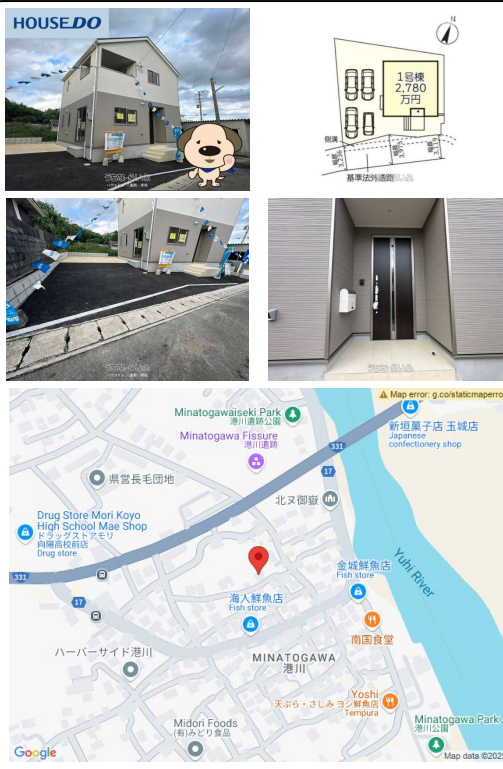 HOUSE DO
N
1号棟
2,780
万円
側溝
基準法外道路
Map error: g.co/staticmaperro
Minatogawaiseki Park
港川遺跡公園
新垣菓子店 玉城店
Japanese
confectionery shop
Minatogawa Fissure
港川遺跡
331
17
県営長毛団地
北ヌ御嶽
Drug Store Mori Koyo
High School Mae Shop
ドラッグストアモリ
向陽高校前店
Drug store
Yuhi River
金城鮮魚店
Fish store
331
海人鮮魚店
Fish store
17
南国食堂
ハーバーサイド港川
MINATOGAWA
港川
Yoshi
天ぷら・さしみ ヨシ鮮魚店
Tempura
Midori Foods
(有)みどり食品
Minatogawa Park
港川公園
Google
Map data ©2025